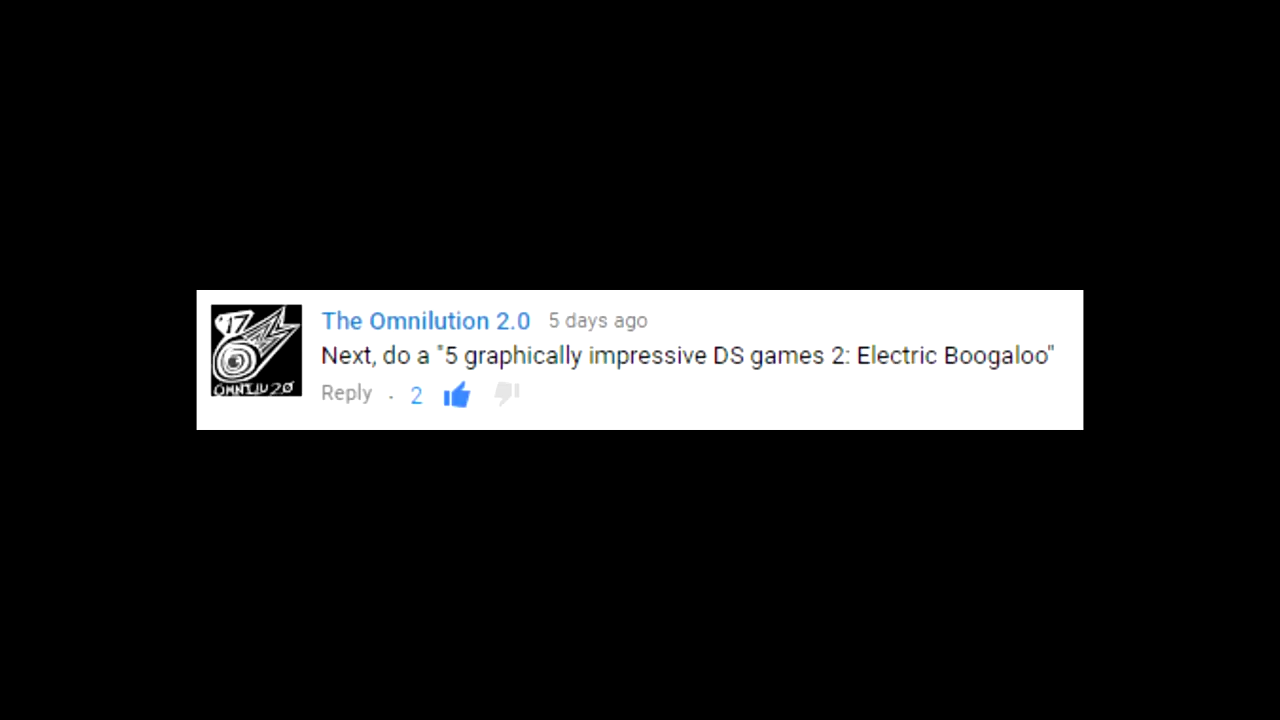 17
OMNILIU 2.0
The Omnilution 2.0 5 days ago
Next, do a "5 graphically impressive DS games 2: Electric Boogaloo"
Reply . 2